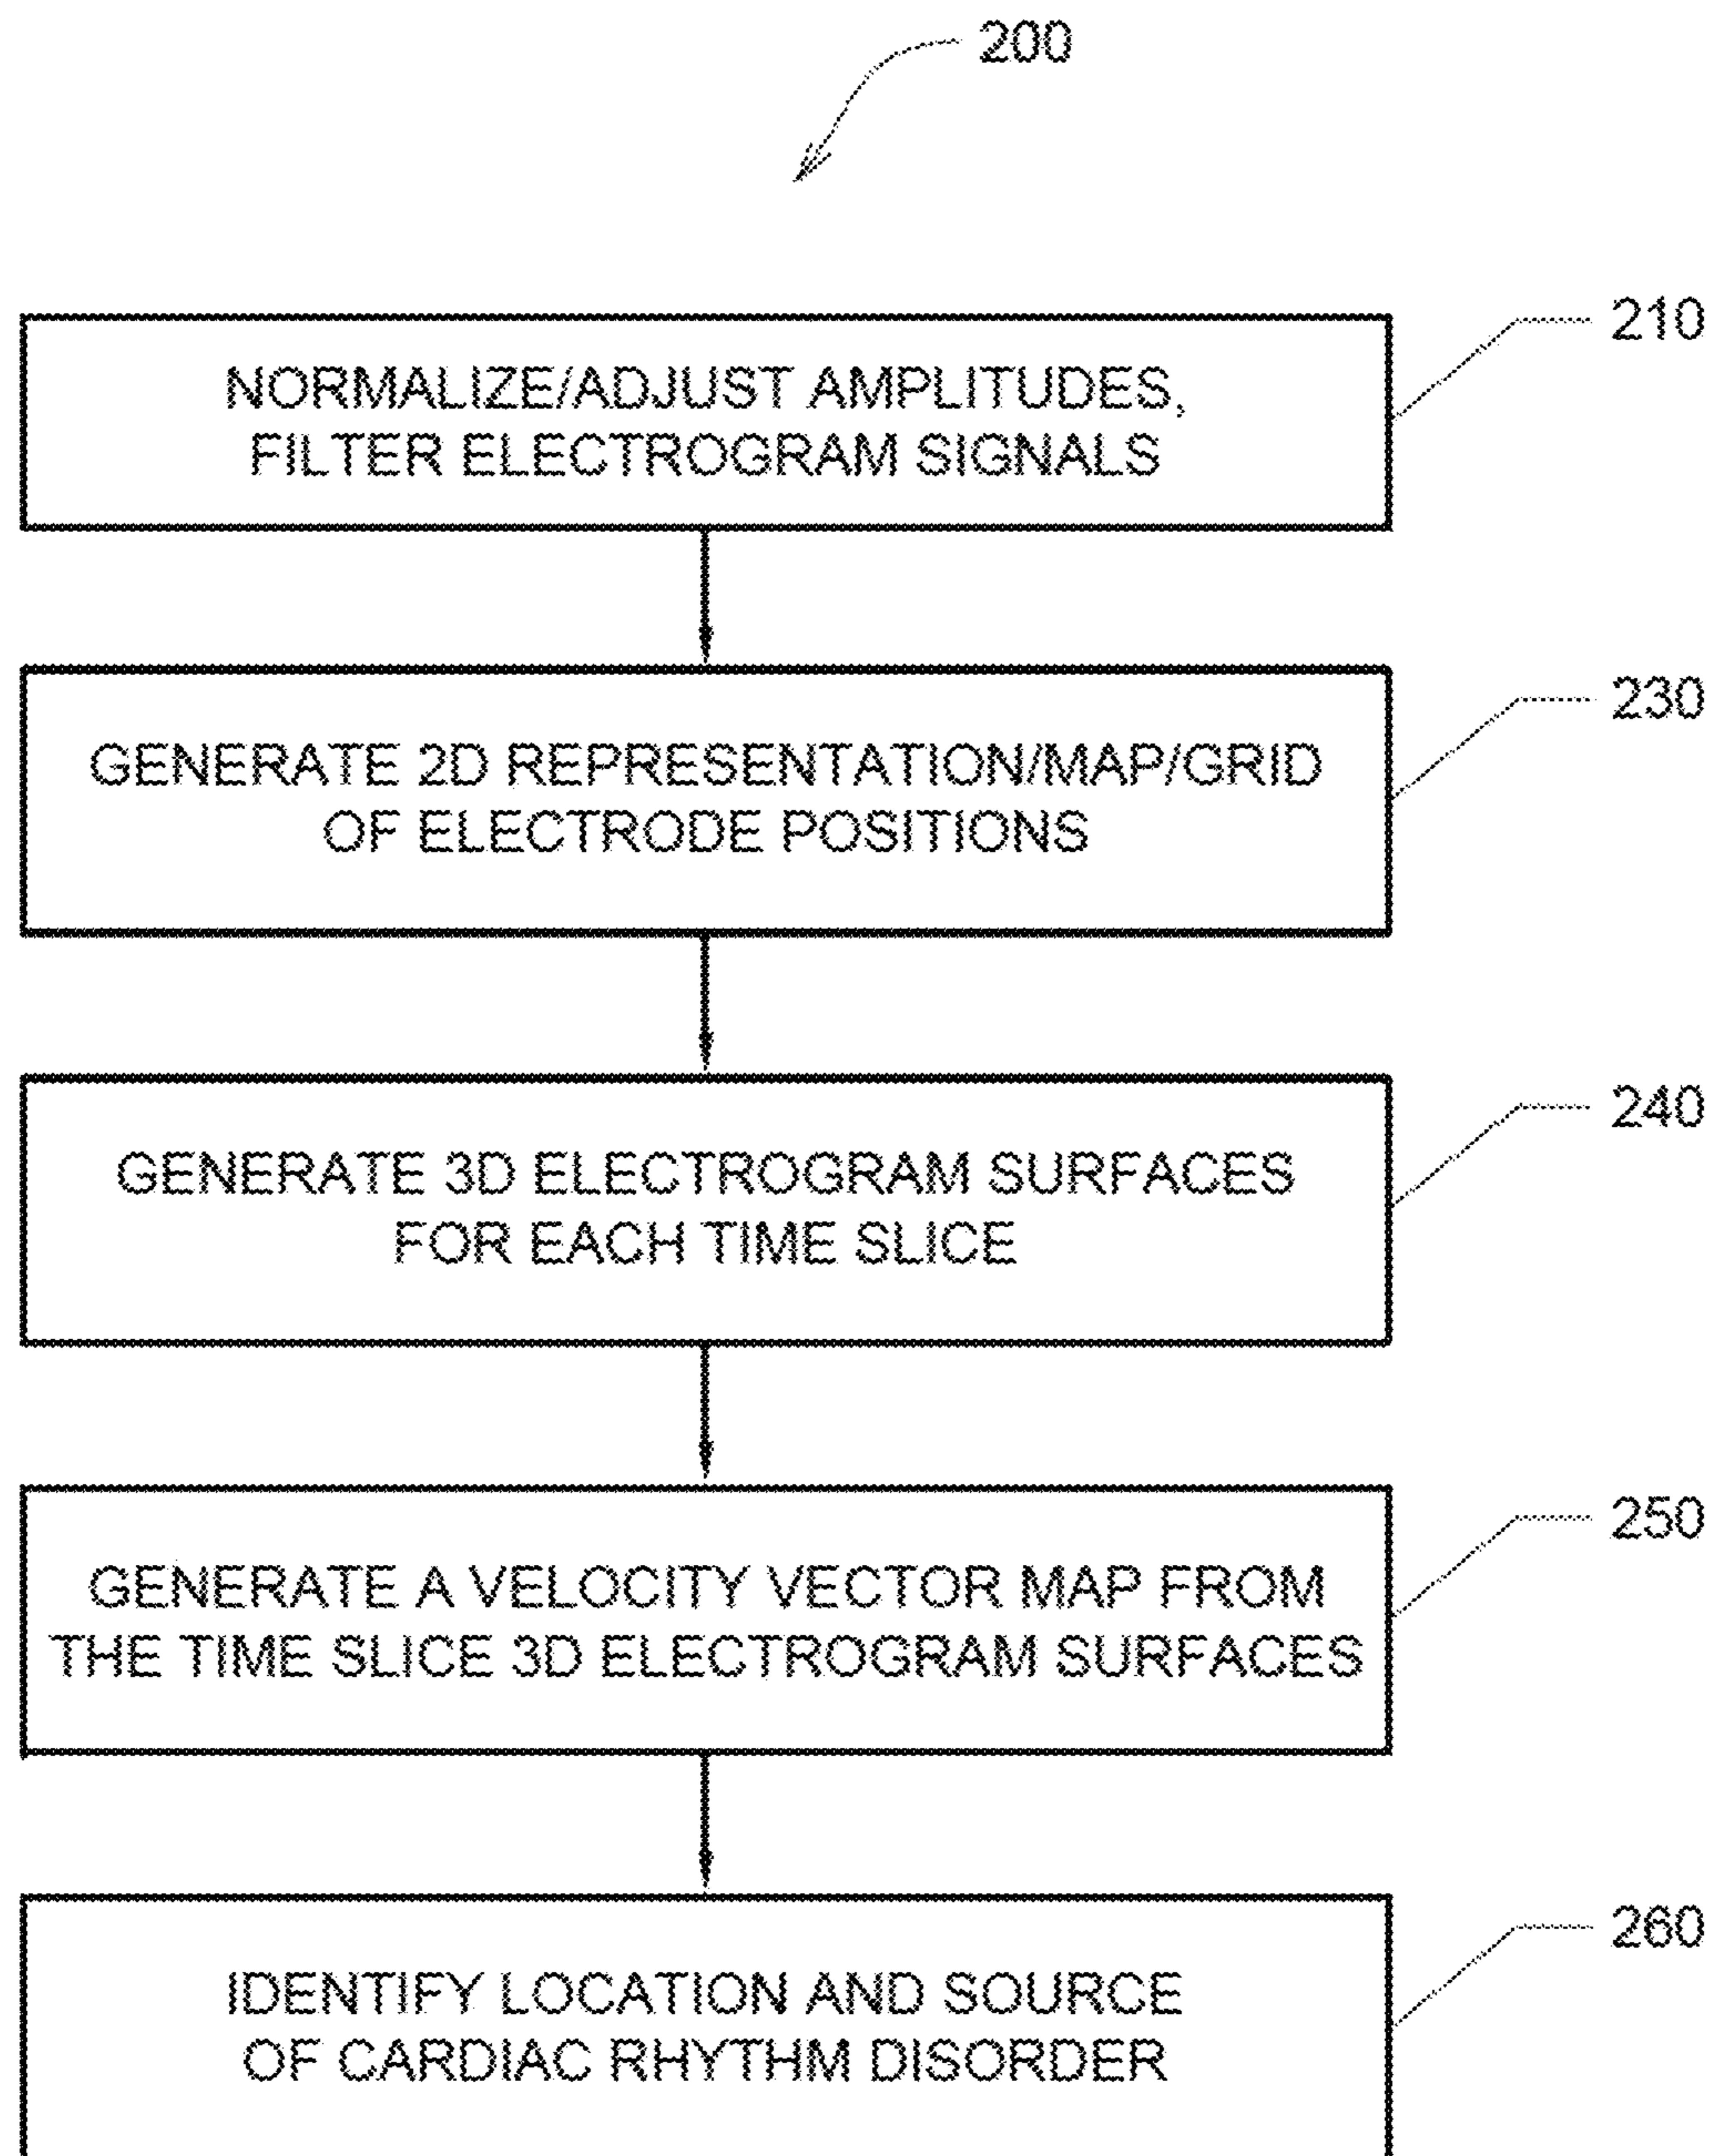 200
210
NORMALIZE/ADJUST AMPLITUDES,
FILTER ELECTROGRAM SIGNALS
230
GENERATE 2D REPRESENTATION/MAP/GRID
OF ELECTRODE POSITIONS
240
GENERATE 3D ELECTROGRAM SURFACES
FOR EACH TIME SLICE
250
GENERATE A VELOCITY VECTOR MAP FROM
THE TIME SLICE 3D ELECTROGRAM SURFACES
260
IDENTIFY LOCATION AND SOURCE
OF CARDIAC RHYTHM DISORDER